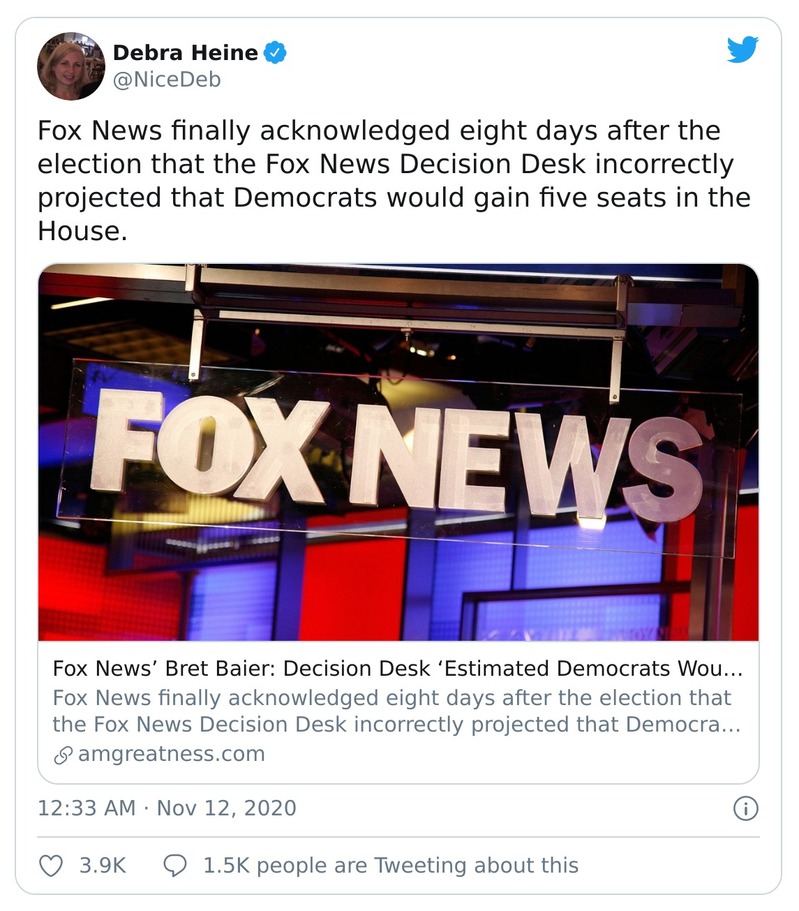 Debra Heine
@NiceDeb
Fox News finally acknowledged eight days after the
election that the Fox News Decision Desk incorrectly
projected that Democrats would gain five seats in the
House.
FOX NEWS
Fox News’ Bret Baier: Decision Desk ‘Estimated Democrats Wou...
Fox News finally acknowledged eight days after the election that
the Fox News Decision Desk incorrectly projected that Democra...
amgreatness.com
12:33 AM · Nov 12, 2020
3.9K 1.5K people are Tweeting about this